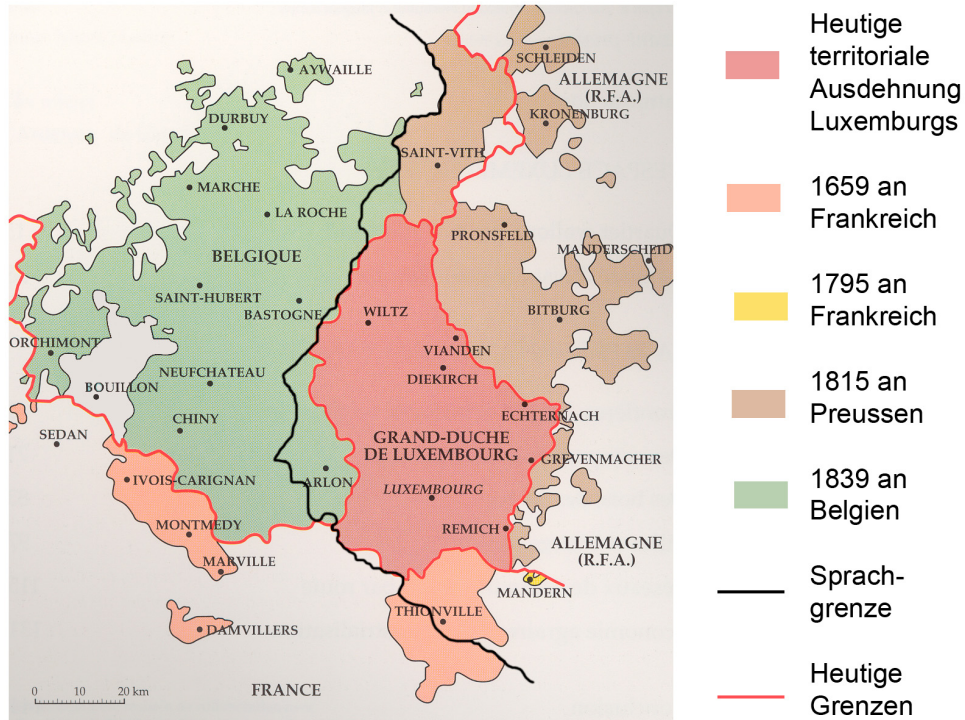 AYWAILLE
SCHLEIDEN
ALLEMAGNE
(R.F.A.)
DURBUY
KRONENBURG
SAINT-VITH
MARCHE
LA ROCHE
PRONSFELD
MANDERSCHEID
BELGIQUE
SAINT-HUBERT
BASTOGNE
WILTZ
BITBURG
ORCHIMONT
VIANDEN
DIEKIRCH
NEUFCHATEAU
BOUILLON
ECHTERNACH
CHINY
SEDAN
GRAND-DUCHE
DE LUXEMBOURG
GREVENMACHER
IVOIS-CARIGNAN
ARLON
LUXEMBOURG
MONTMEDY
REMICH
ALLEMAGNE
(R.F.A.)
MARVILLE
MANDERN
THIONVILLE
DAMVILLERS
FRANCE
0 10 20 km
Heutige
territoriale
Ausdehnung
Luxemburgs
1659 an
Frankreich
1795 an
Frankreich
1815 an
Preussen
1839 an
Belgien
Sprach-
grenze
Heutige
Grenzen